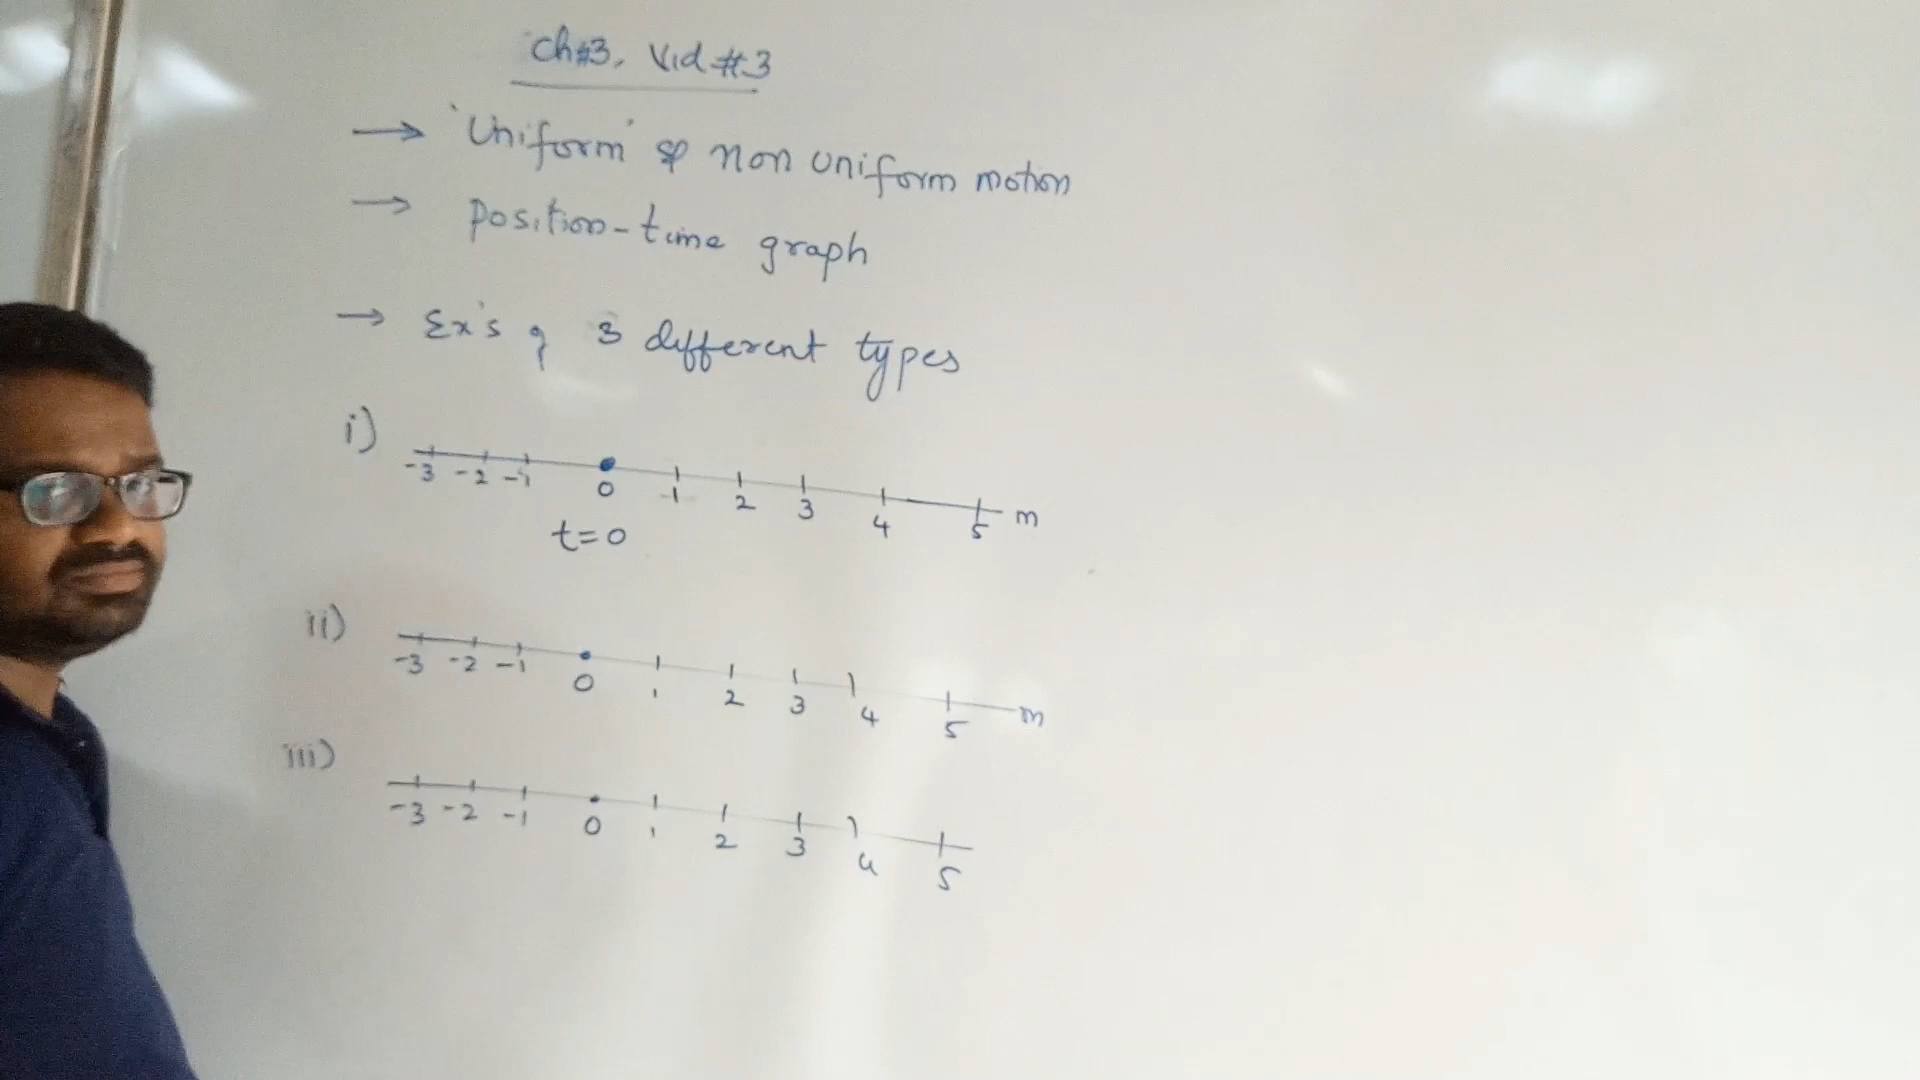 Ch#3, Vid #3
→ 'Uniform' & non uniform motion
→ Position-time graph
→ Ex's of 3 different types
i)
-3 -2 -1 0 1 2 3 4 5 m
t=0
ii)
-3 -2 -1 0 1 2 3 4 5 m
iii)
-3 -2 -1 0 1 2 3 4 5